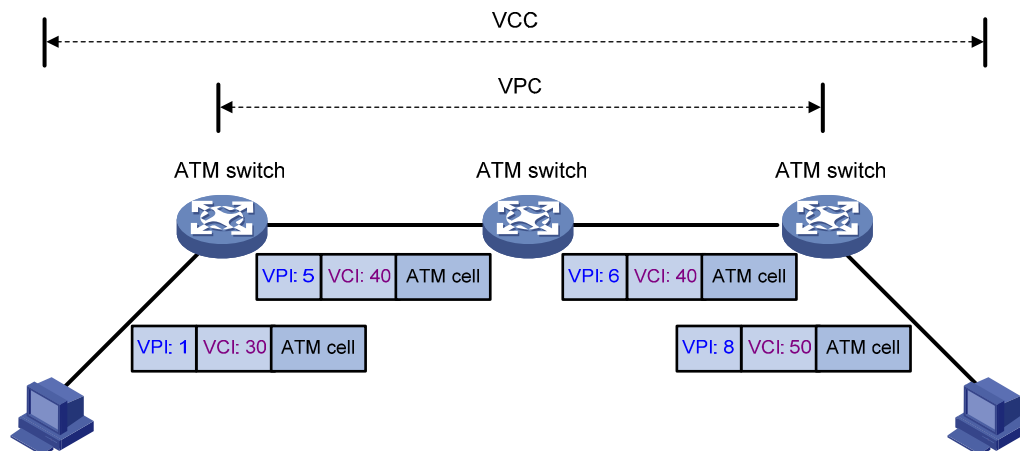 VCC
VPC
ATM switch
ATM switch
ATM switch
VPI: 5 VCI: 40 ATM cell
VPI: 6 VCI: 40 ATM cell
VPI: 1 VCI: 30 ATM cell
VPI: 8 VCI: 50 ATM cell